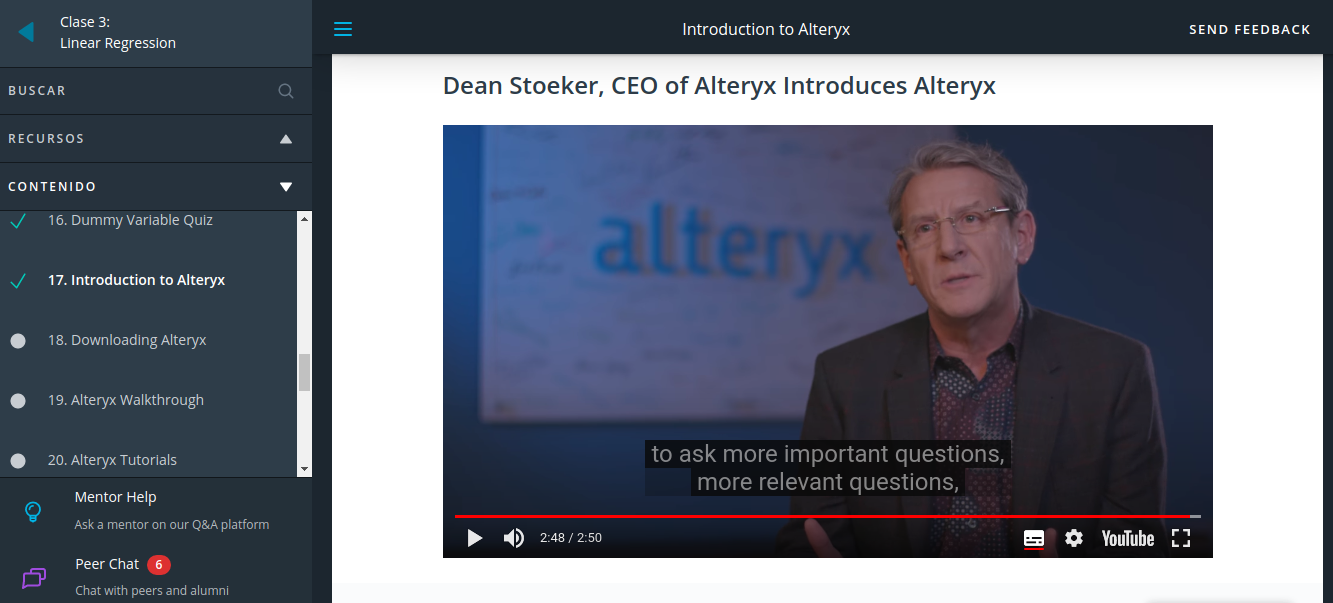 Clase 3:
Linear Regression
BUSCAR
RECURSOS
CONTENIDO
16. Dummy Variable Quiz
17. Introduction to Alteryx
18. Downloading Alteryx
19. Alteryx Walkthrough
20. Alteryx Tutorials
Mentor Help
Ask a mentor on our Q&A platform
Peer Chat 6
Chat with peers and alumni
Introduction to Alteryx
SEND FEEDBACK
Dean Stoeker, CEO of Alteryx Introduces Alteryx
alteryx
to ask more important questions,
more relevant questions,
2:48 / 2:50
YouTube